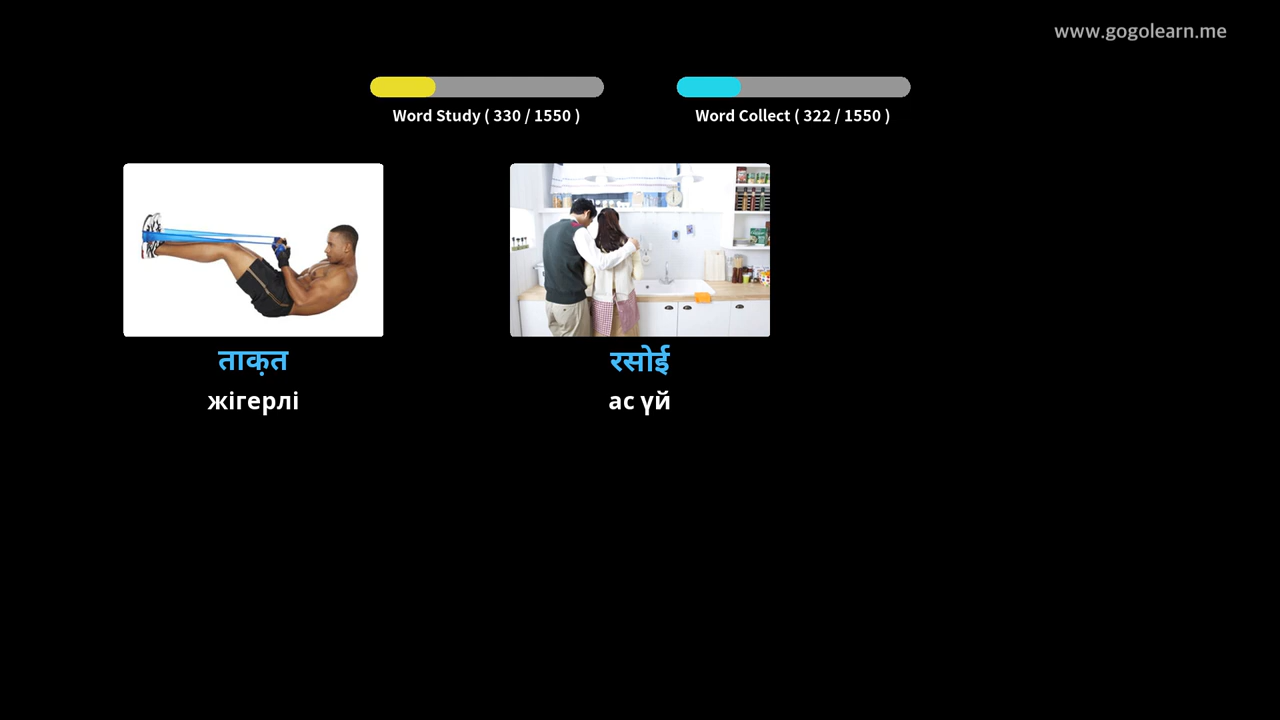 www.gogolearn.me
Word Study ( 330 / 1550 )
Word Collect ( 322 / 1550 )
ताक़त
жігерлі
रसोई
ас үй